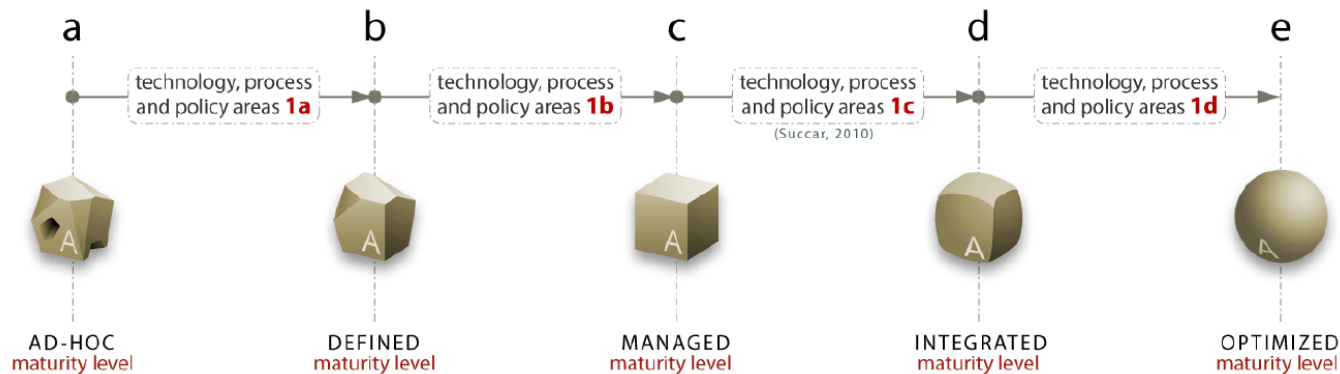 a
b
c
d
e
technology, process
and policy areas 1a
technology, process
and policy areas 1b
technology, process
and policy areas 1c
(Succar, 2010)
technology, process
and policy areas 1d
A
A
A
A
A
AD-HOC
maturity level
DEFINED
maturity level
MANAGED
maturity level
INTEGRATED
maturity level
OPTIMIZED
maturity level